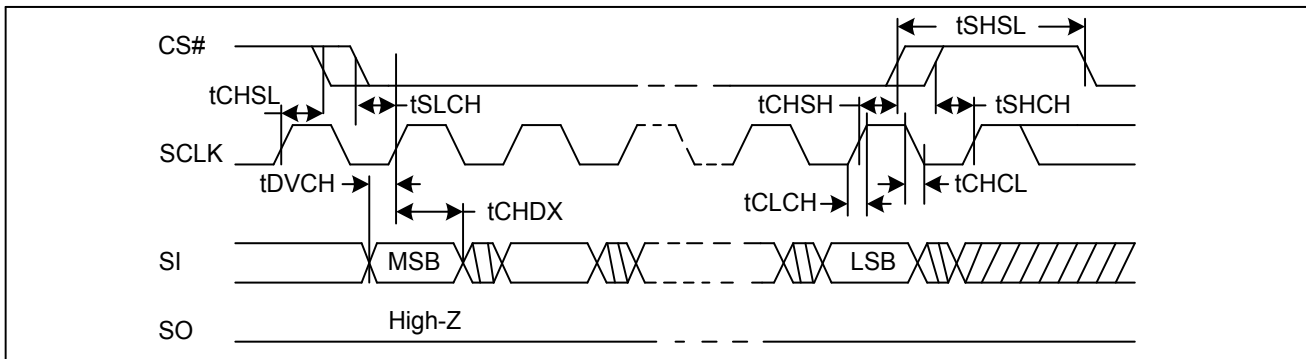 tSHSL
CS#
tCHSL
tSLCH
tCHSH
tSHCH
SCLK
tDVCH
tCHCL
tCLCH
tCHDX
SI
MSB
LSB
High-Z
SO